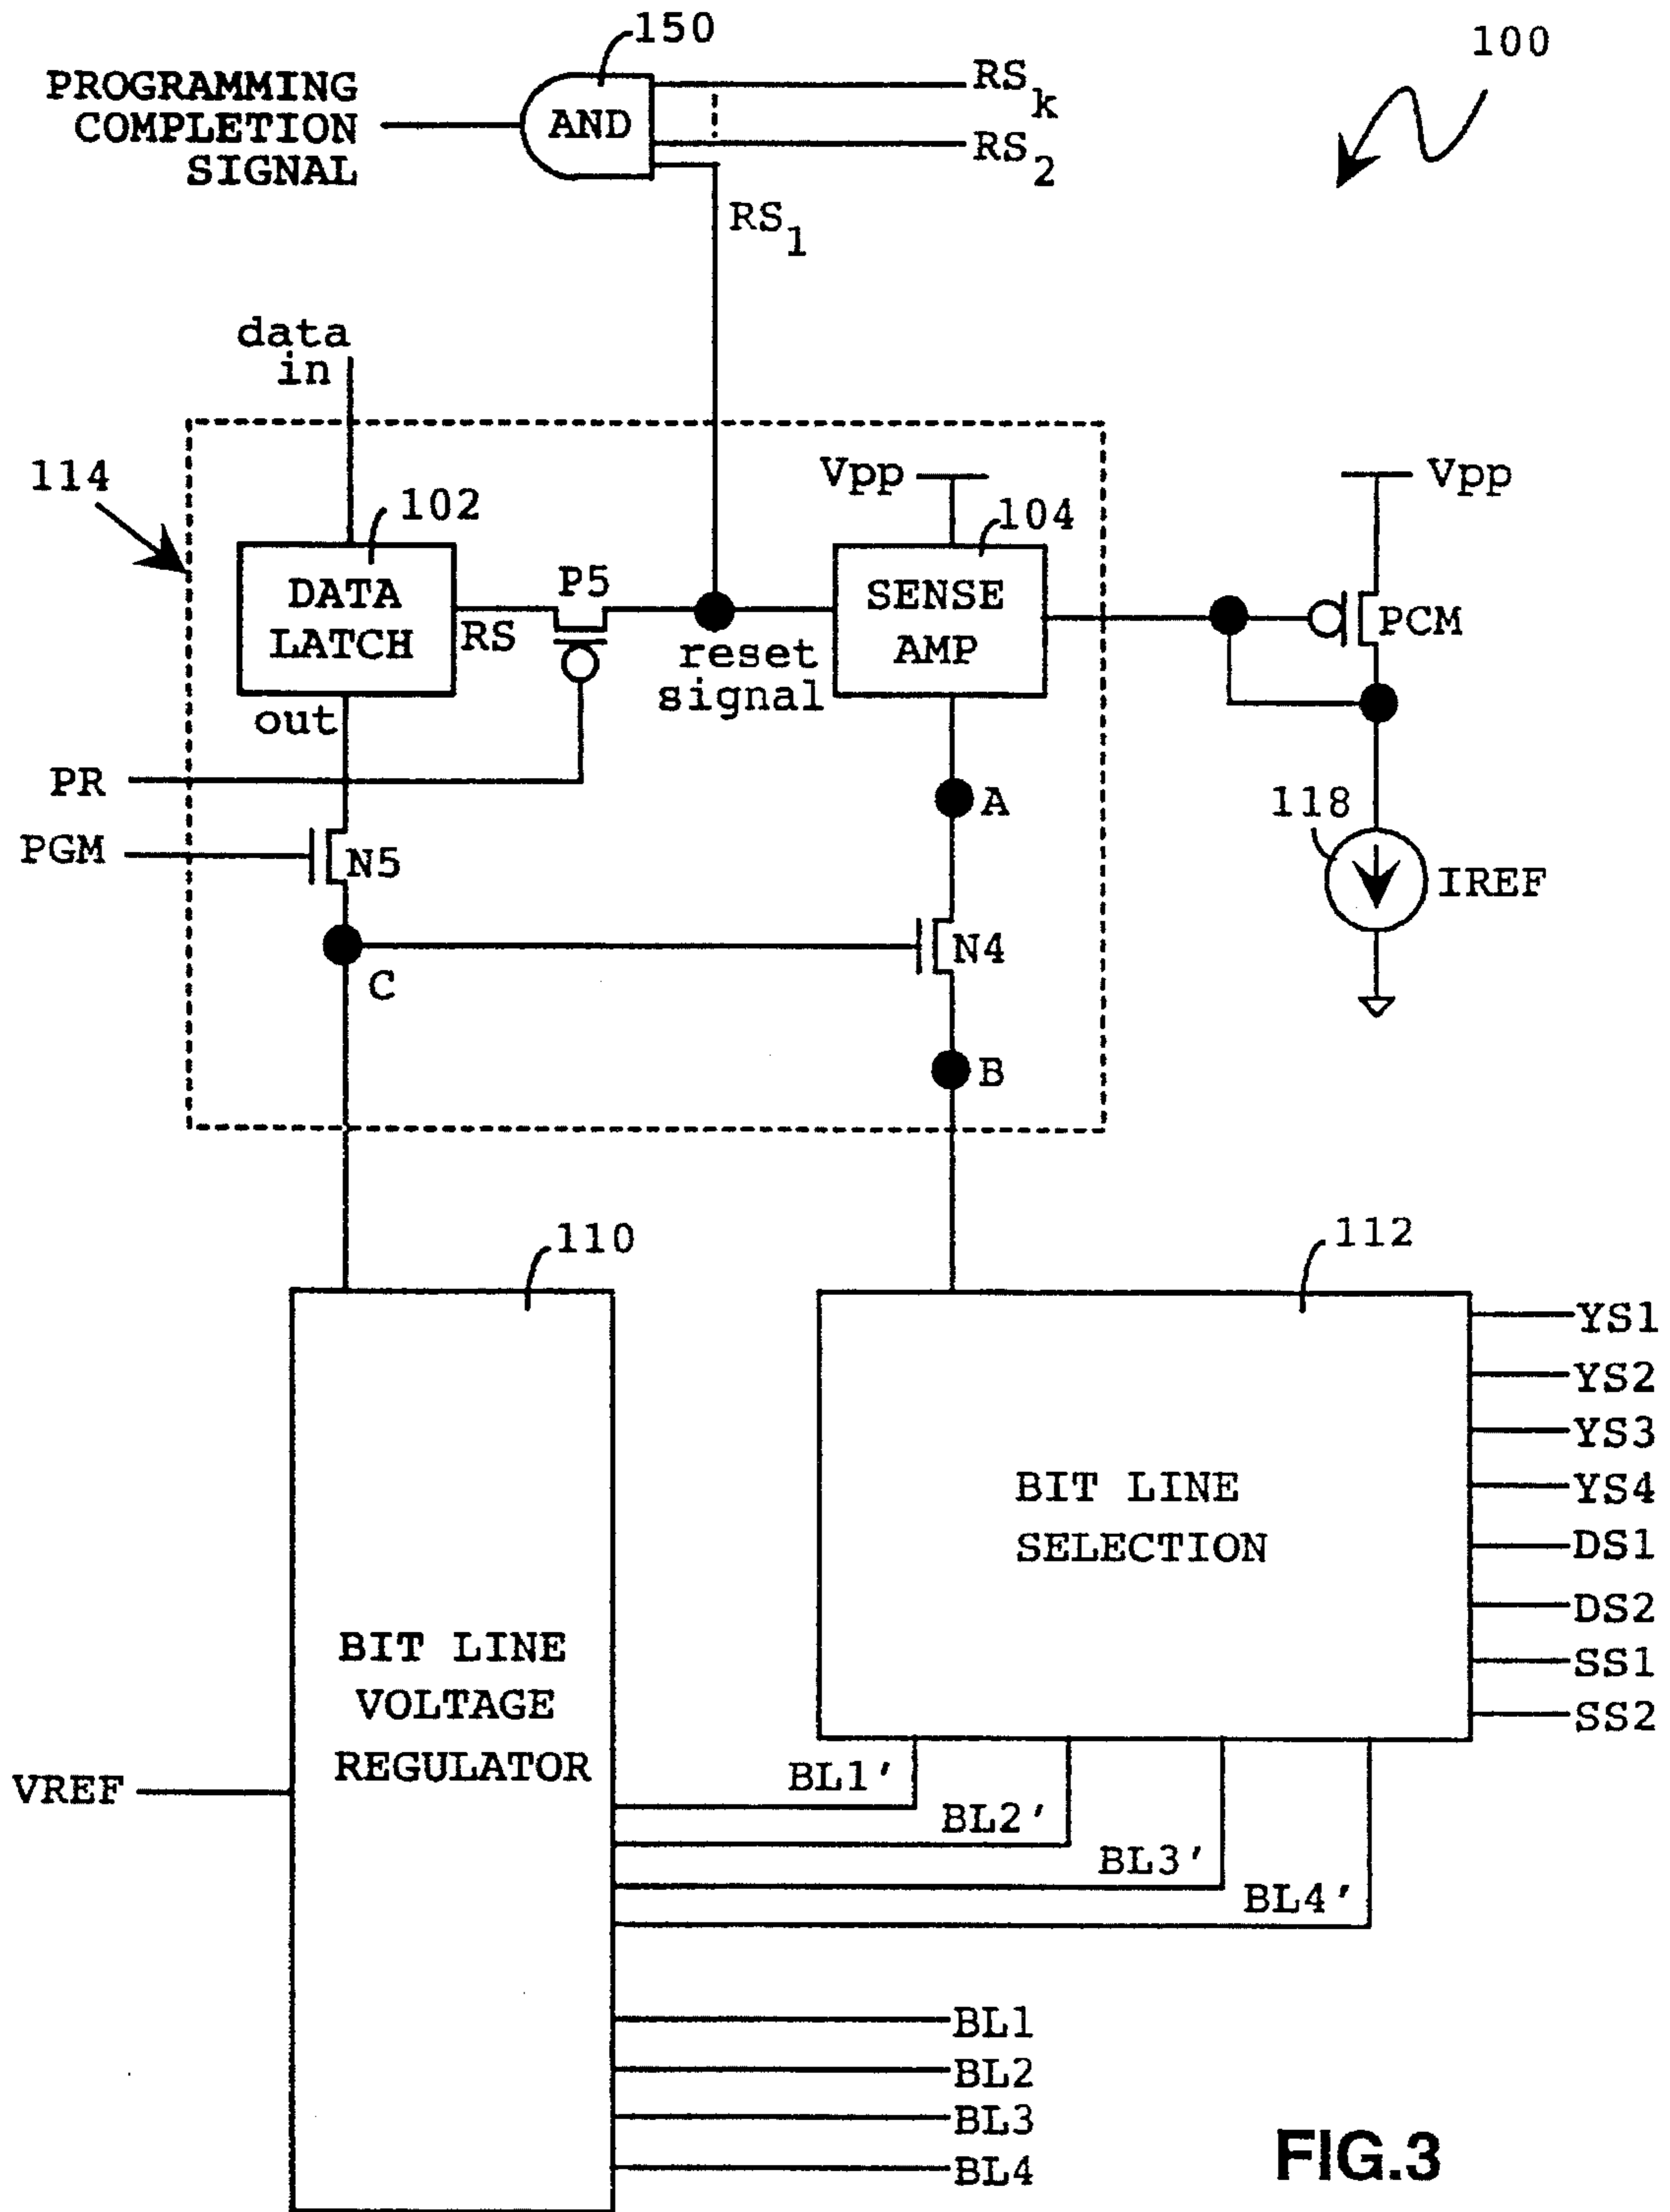 150
100
PROGRAMMING
COMPLETION
SIGNAL
AND
RSk
RS2
RS1
data
in
114
102
Vpp
Vpp
104
DATA
LATCH
RS
P5
reset
signal
SENSE
AMP
PCM
out
PR
A
118
PGM
N5
IREF
N4
C
B
110
112
YS1
YS2
YS3
YS4
DS1
DS2
SS1
SS2
BIT LINE
SELECTION
BIT LINE
VOLTAGE
REGULATOR
VREF
BL1'
BL2'
BL3'
BL4'
BL1
BL2
BL3
BL4
FIG.3